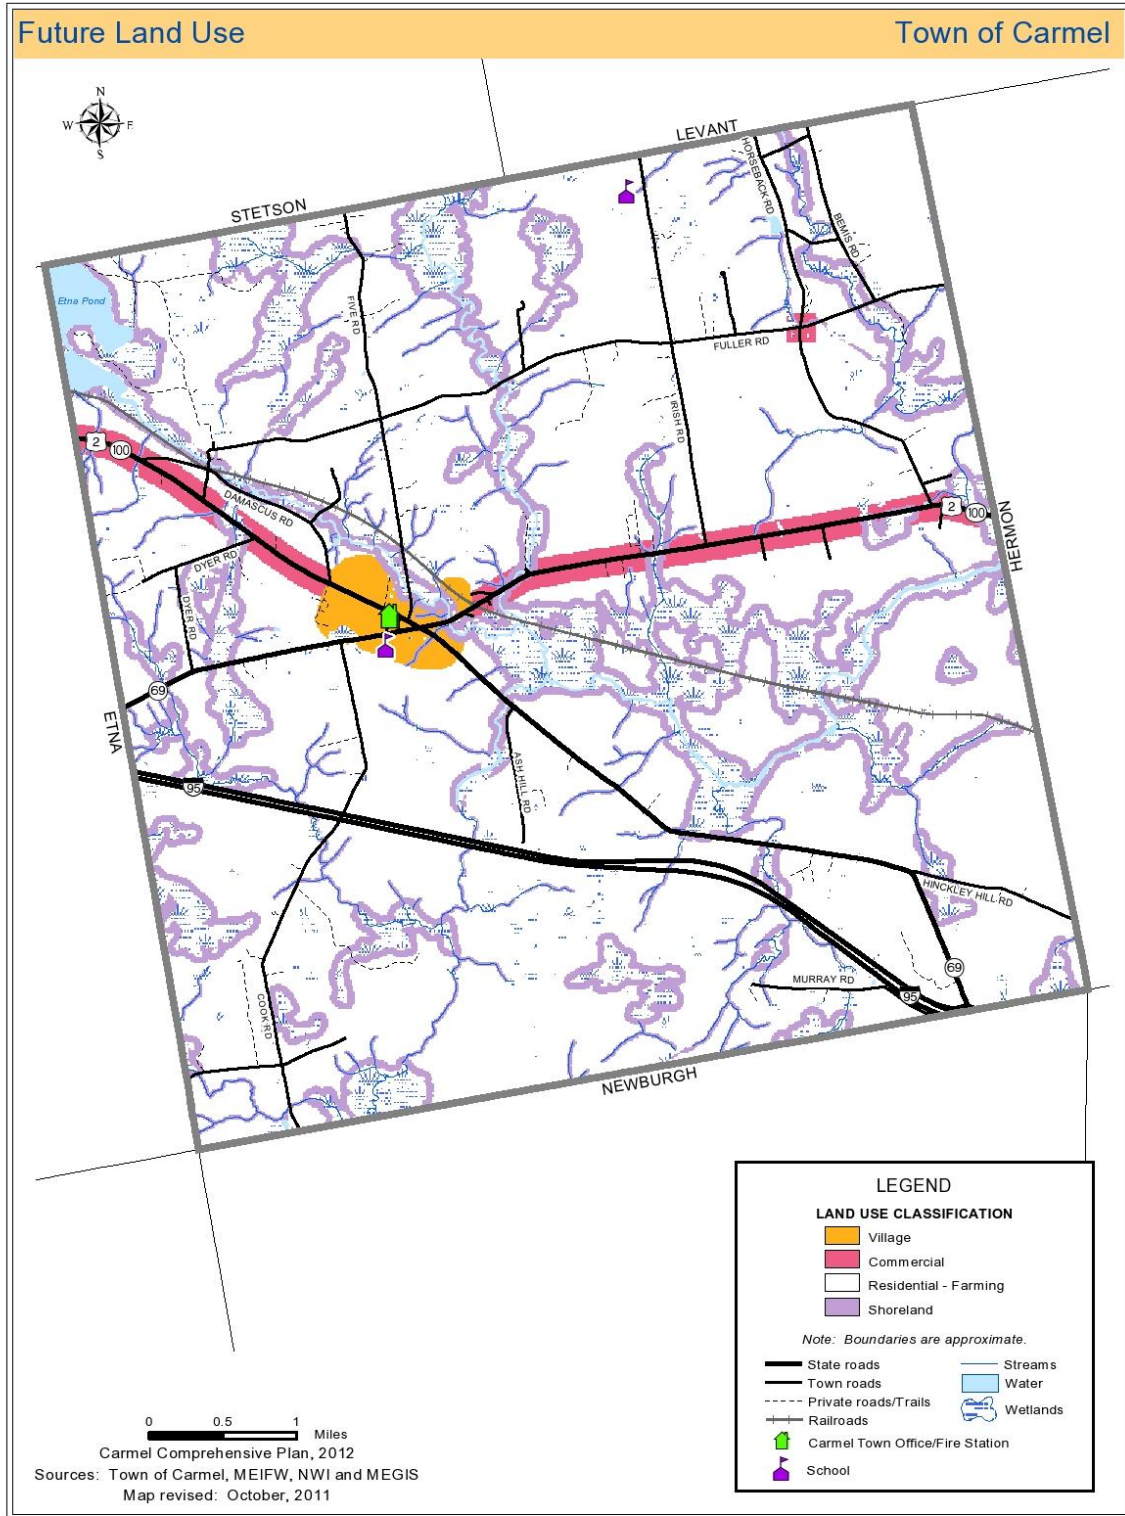 Future Land Use
Town of Carmel
N
W E
S
LEVANT
STETSON
HORSEBACK RD
BEMIS RD
Etna Pond
FIVE RD
FULLER RD
IRISH RD
2
100
DAMASCUS RD
2
100
HERMON
DYER RD
DYER RD
69
ETNA
ASH HILL RD
95
HINCKLEY HILL RD
69
MURRAY RD
95
COOK RD
NEWBURGH
LEGEND
LAND USE CLASSIFICATION
Village
Commercial
Residential - Farming
Shoreland
Note: Boundaries are approximate.
State roads
Streams
Town roads
Water
Private roads/Trails
Wetlands
Railroads
Carmel Town Office/Fire Station
School
0 0.5 1
Miles
Carmel Comprehensive Plan, 2012
Sources: Town of Carmel, MEIFW, NWI and MEGIS
Map revised: October, 2011